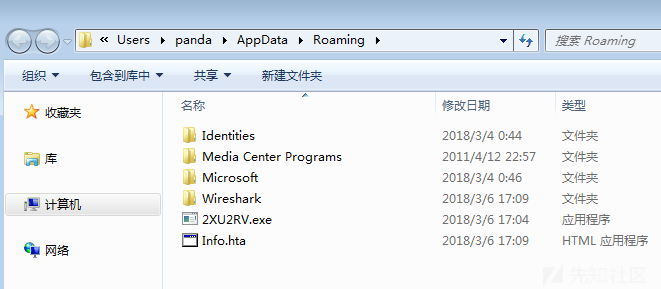 « Users ▸ panda ▸ AppData ▸ Roaming ▸ 搜索 Roaming
组织 包含到库中 共享 新建文件夹
收藏夹
库
计算机
网络
名称 修改日期 类型
Identities 2018/3/4 0:44 文件夹
Media Center Programs 2011/4/12 22:57 文件夹
Microsoft 2018/3/4 0:46 文件夹
Wireshark 2018/3/6 17:09 文件夹
2XU2RV.exe 2018/3/6 17:04 应用程序
Info.hta 2018/3/6 17:09 HTML 应用程序
先知社区